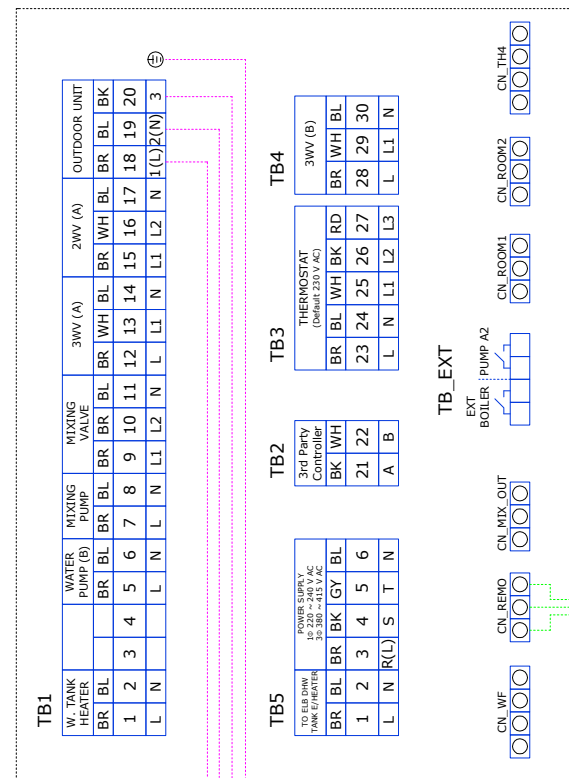 TB1
W. TANK
HEATER
WATER
PUMP (B)
MIXING
PUMP
MIXING
VALVE
3WV (A)
2WV (A)
OUTDOOR UNIT
BR BL BR BL BR BL BR BR BL BR WH BL BR WH BL BR BL BK
1 2 3 4 5 6 7 8 9 10 11 12 13 14 15 16 17 18 19 20
L N L N L N L1 L2 N L L1 N L1 L2 N 1(L) 2(N) 3
TB5
TO ELB DHW
TANK E/HEATER
POWER SUPPLY
1Φ 220 ~ 240 V AC
3Φ 380 ~ 415 V AC
BR BL BR BK GY BL
1 2 3 4 5 6
L N R(L) S T N
TB2
3rd Party
Controller
BK WH
21 22
A B
TB3
THERMOSTAT
(Default 230 V AC)
BR BL WH BK RD
23 24 25 26 27
L N L1 L2 L3
TB4
3WV (B)
BR WH BL
28 29 30
L L1 N
TB_EXT
EXT
BOILER
PUMP A2
CN_WF
CN_REMO
CN_MIX_OUT
CN_ROOM1
CN_ROOM2
CN_TH4